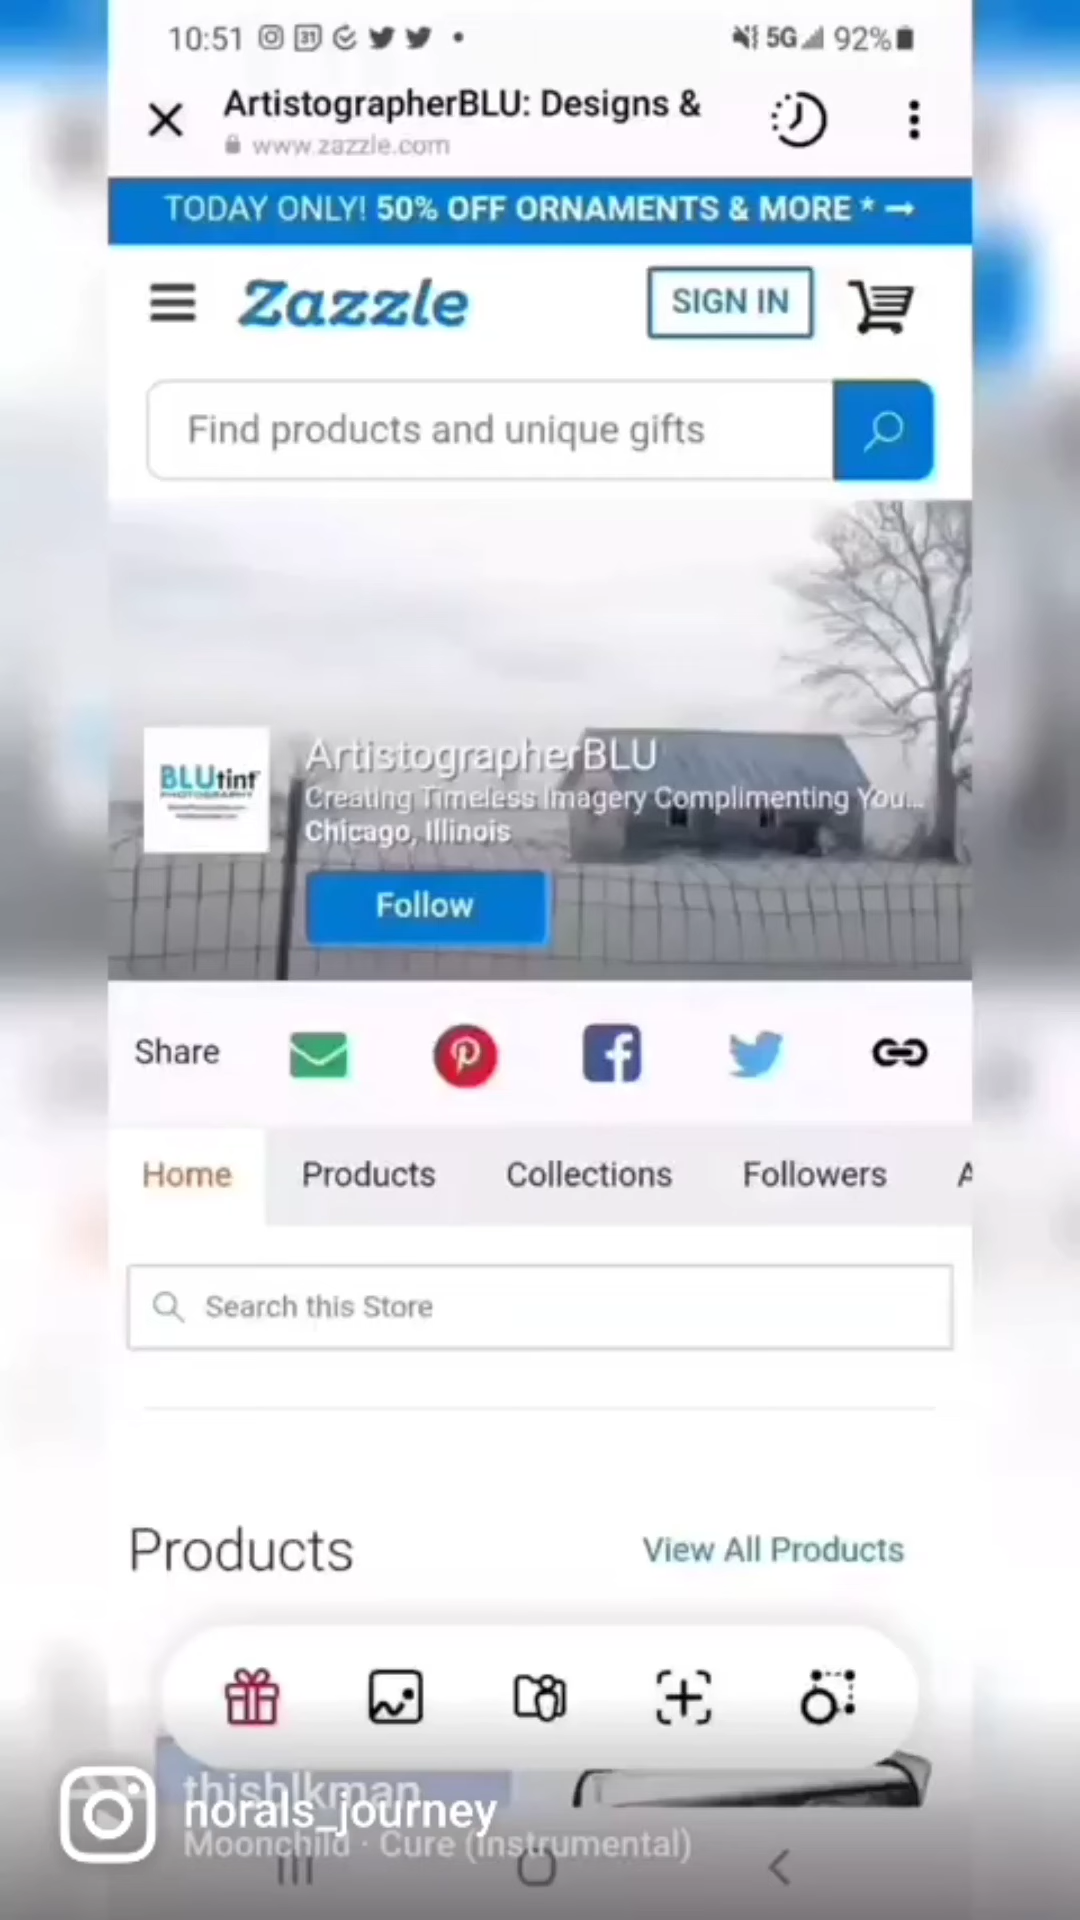 10:51
5G 92%
ArtistographerBLU: Designs &
www.zazzle.com
TODAY ONLY! 50% OFF ORNAMENTS & MORE * →
Zazzle
SIGN IN
Find products and unique gifts
BLUtint
PHOTOGRAPHY
ArtistographerBLU
Creating Timeless Imagery Complimenting You...
Chicago, Illinois
Follow
Share
Home Products Collections Followers A
Search this Store
Products
View All Products
thisblkman
norals_journey
Moonchild · Cure (Instrumental)